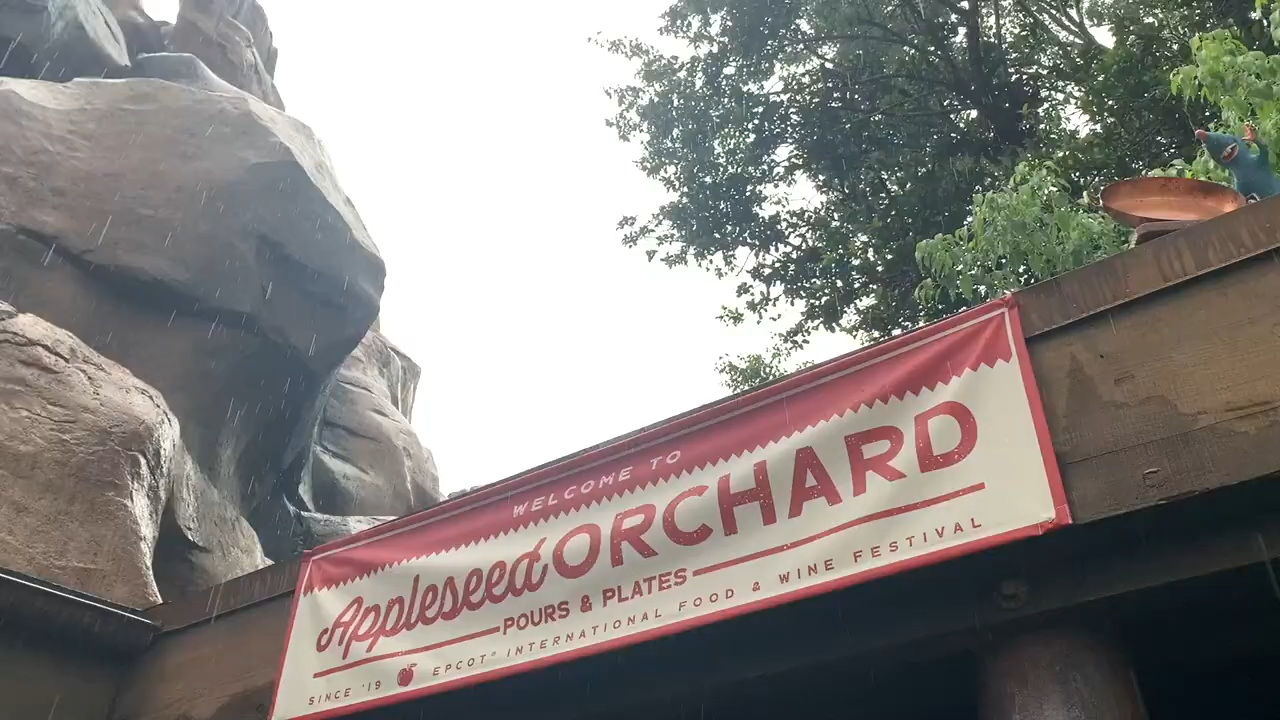 WELCOME TO
Appleseed ORCHARD
POURS & PLATES
SINCE '19 EPCOT® INTERNATIONAL FOOD & WINE FESTIVAL